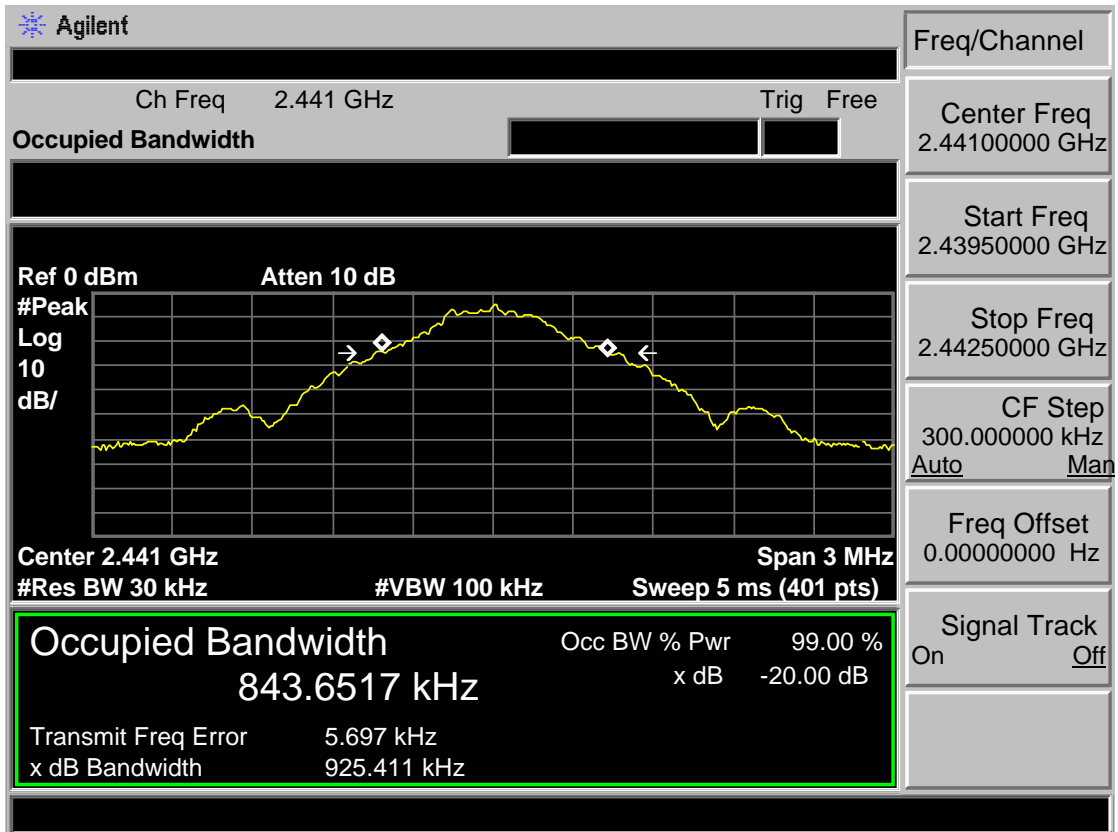 Agilent
Freq/Channel
Ch Freq 2.441 GHz Trig Free
Occupied Bandwidth
Center Freq
2.44100000 GHz
Start Freq
2.43950000 GHz
Stop Freq
2.44250000 GHz
CF Step
300.000000 kHz
Auto Man
Freq Offset
0.00000000 Hz
Signal Track
On Off
Ref 0 dBm Atten 10 dB
#Peak
Log
10
dB/
Center 2.441 GHz Span 3 MHz
#Res BW 30 kHz #VBW 100 kHz Sweep 5 ms (401 pts)
Occupied Bandwidth Occ BW % Pwr 99.00 %
843.6517 kHz x dB -20.00 dB
Transmit Freq Error 5.697 kHz
x dB Bandwidth 925.411 kHz